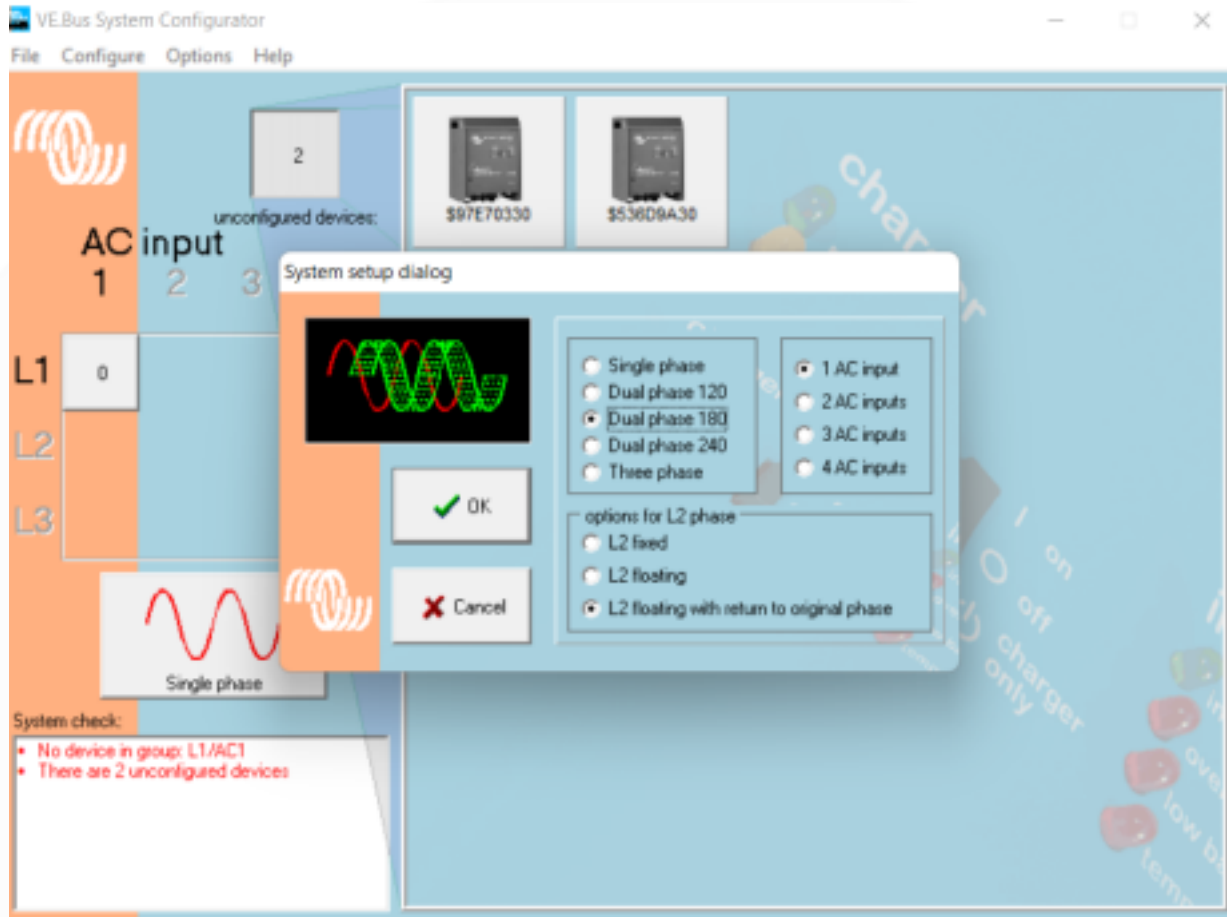 VE.Bus System Configurator
File Configure Options Help
2
unconfigured devices:
$97E70330
$536D9A30
AC input
1 2 3
L1
0
L2
L3
Single phase
System check:
• No device in group: L1/AC1
• There are 2 unconfigured devices
System setup dialog
Single phase
Dual phase 120
Dual phase 180
Dual phase 240
Three phase
1 AC input
2 AC inputs
3 AC inputs
4 AC inputs
OK
Cancel
options for L2 phase
L2 fixed
L2 floating
L2 floating with return to original phase
charger
on
off
charger
only
low